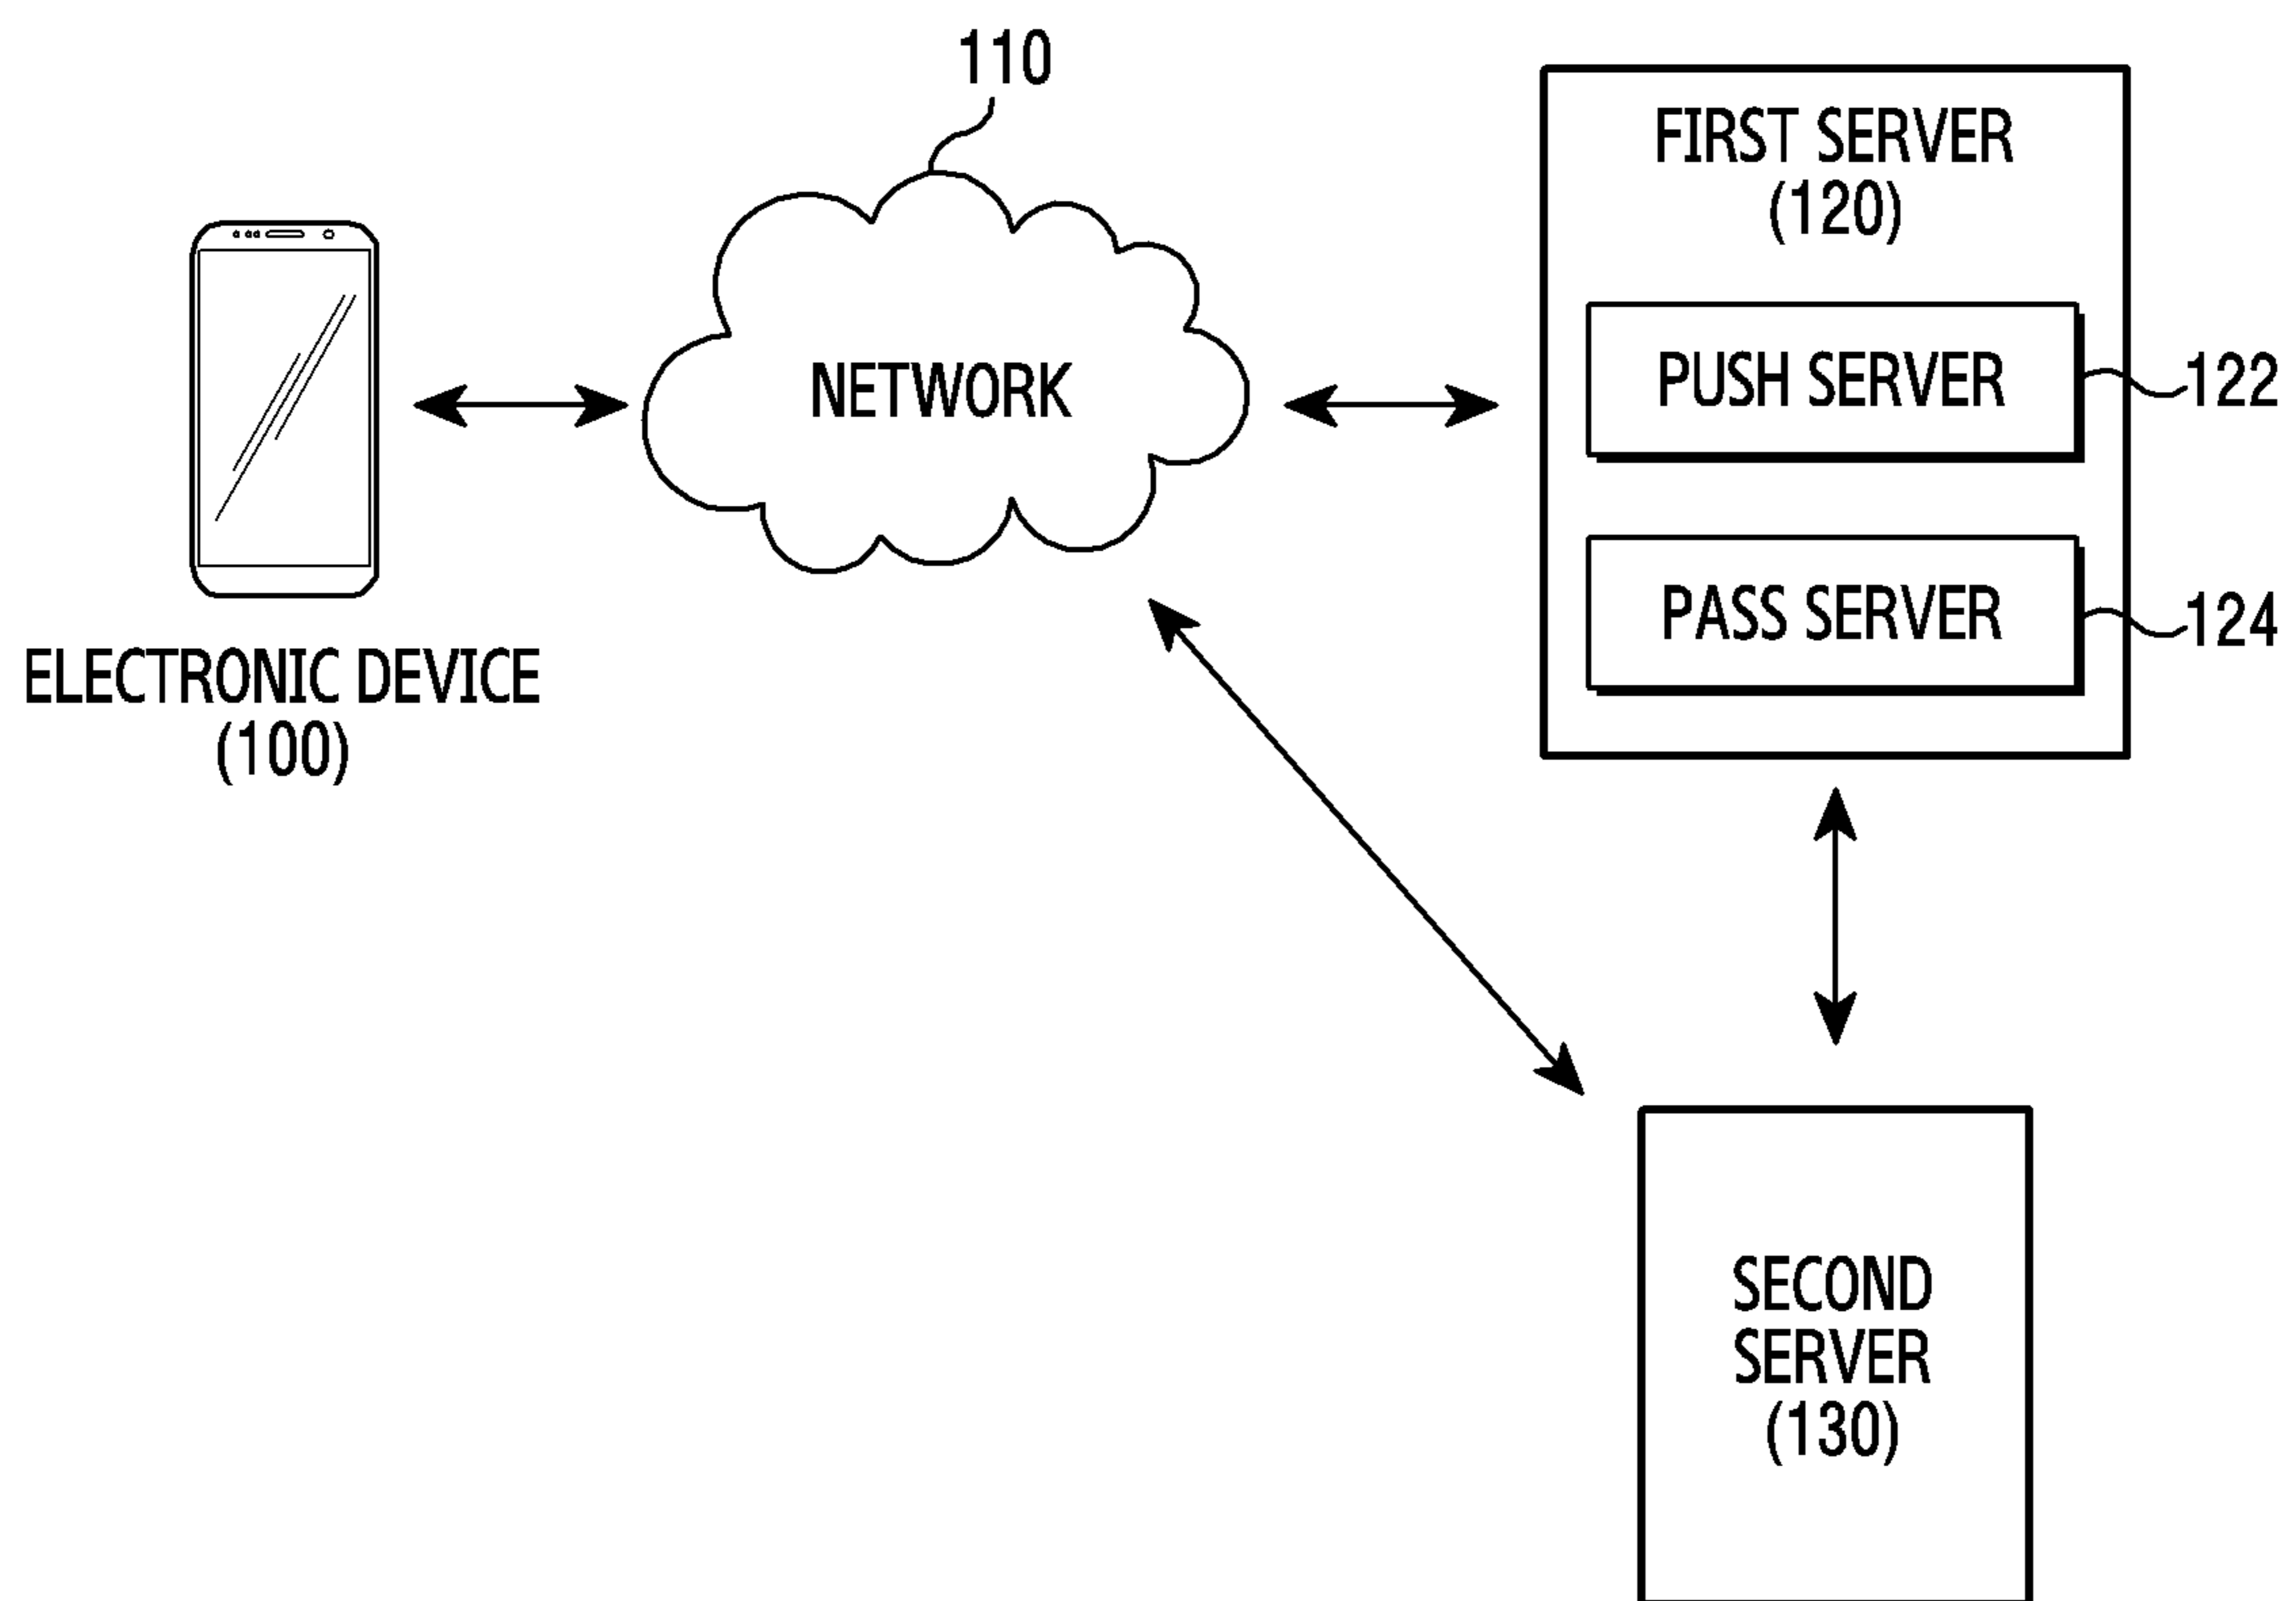 110
FIRST SERVER
(120)
NETWORK
PUSH SERVER
122
PASS SERVER
124
ELECTRONIC DEVICE
(100)
SECOND
SERVER
(130)